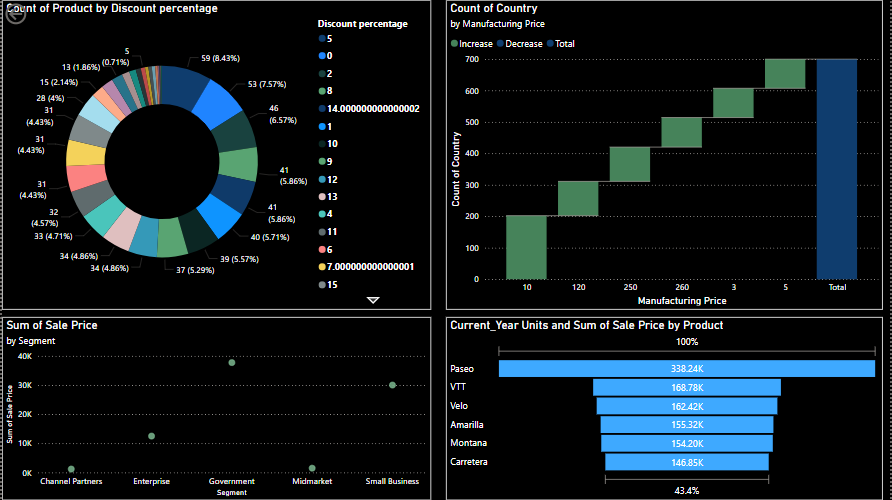 Count of Product by Discount percentage
Discount percentage
5
0
2
8
14.000000000000002
1
10
9
12
13
4
11
6
7.000000000000001
15
59 (8.43%)
53 (7.57%)
46
(6.57%)
41
(5.86%)
41
(5.86%)
40 (5.71%)
39 (5.57%)
37 (5.29%)
34 (4.86%)
34 (4.86%)
33 (4.71%)
32
(4.57%)
31
(4.43%)
31
(4.43%)
31
(4.43%)
28 (4%)
15 (2.14%)
13 (1.86%)
5
(0.71%)
Count of Country
by Manufacturing Price
Increase Decrease Total
Count of Country
700
600
500
400
300
200
100
0
10 120 250 260 3 5 Total
Manufacturing Price
Sum of Sale Price
by Segment
Sum of Sale Price
40K
30K
20K
10K
0K
Channel Partners Enterprise Government Midmarket Small Business
Segment
Current_Year Units and Sum of Sale Price by Product
100%
Paseo 338.24K
VTT 168.78K
Velo 162.42K
Amarilla 155.32K
Montana 154.20K
Carretera 146.85K
43.4%